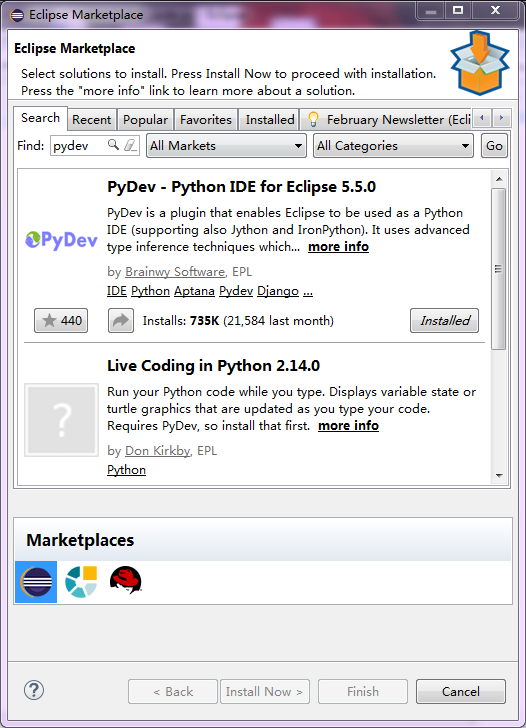 Eclipse Marketplace
Eclipse Marketplace
Select solutions to install. Press Install Now to proceed with installation.
Press the "more info" link to learn more about a solution.
Search Recent Popular Favorites Installed February Newsletter (Ecli
Find: pydev All Markets All Categories Go
PyDev - Python IDE for Eclipse 5.5.0
PyDev
PyDev is a plugin that enables Eclipse to be used as a Python
IDE (supporting also Jython and IronPython). It uses advanced
type inference techniques which... more info
by Brainwy Software, EPL
IDE Python Aptana Pydev Django ...
440 Installs: 735K (21,584 last month) Installed
Live Coding in Python 2.14.0
?
Run your Python code while you type. Displays variable state or
turtle graphics that are updated as you type your code.
Requires PyDev, so install that first. more info
by Don Kirkby, EPL
Python
Marketplaces
? < Back Install Now > Finish Cancel